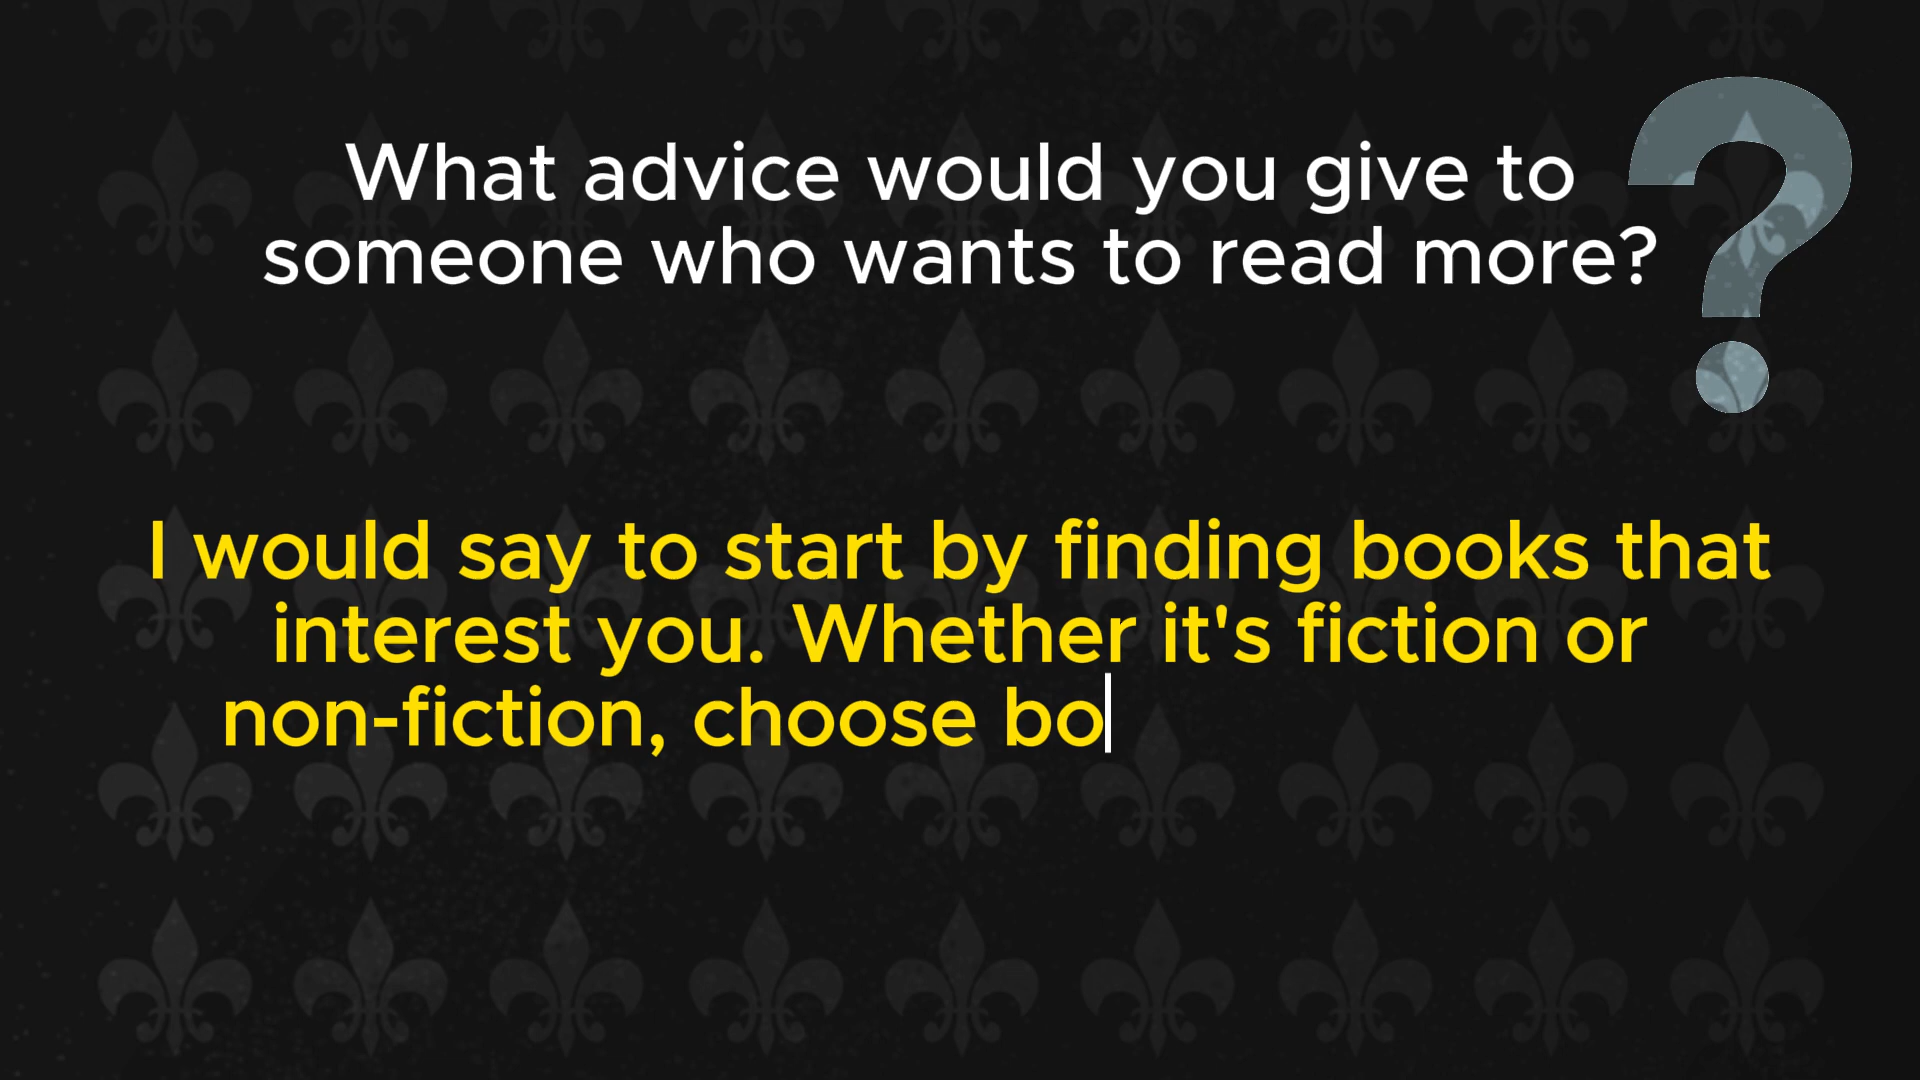 What advice would you give to
someone who wants to read more?
?
I would say to start by finding books that
interest you. Whether it's fiction or
non-fiction, choose bo